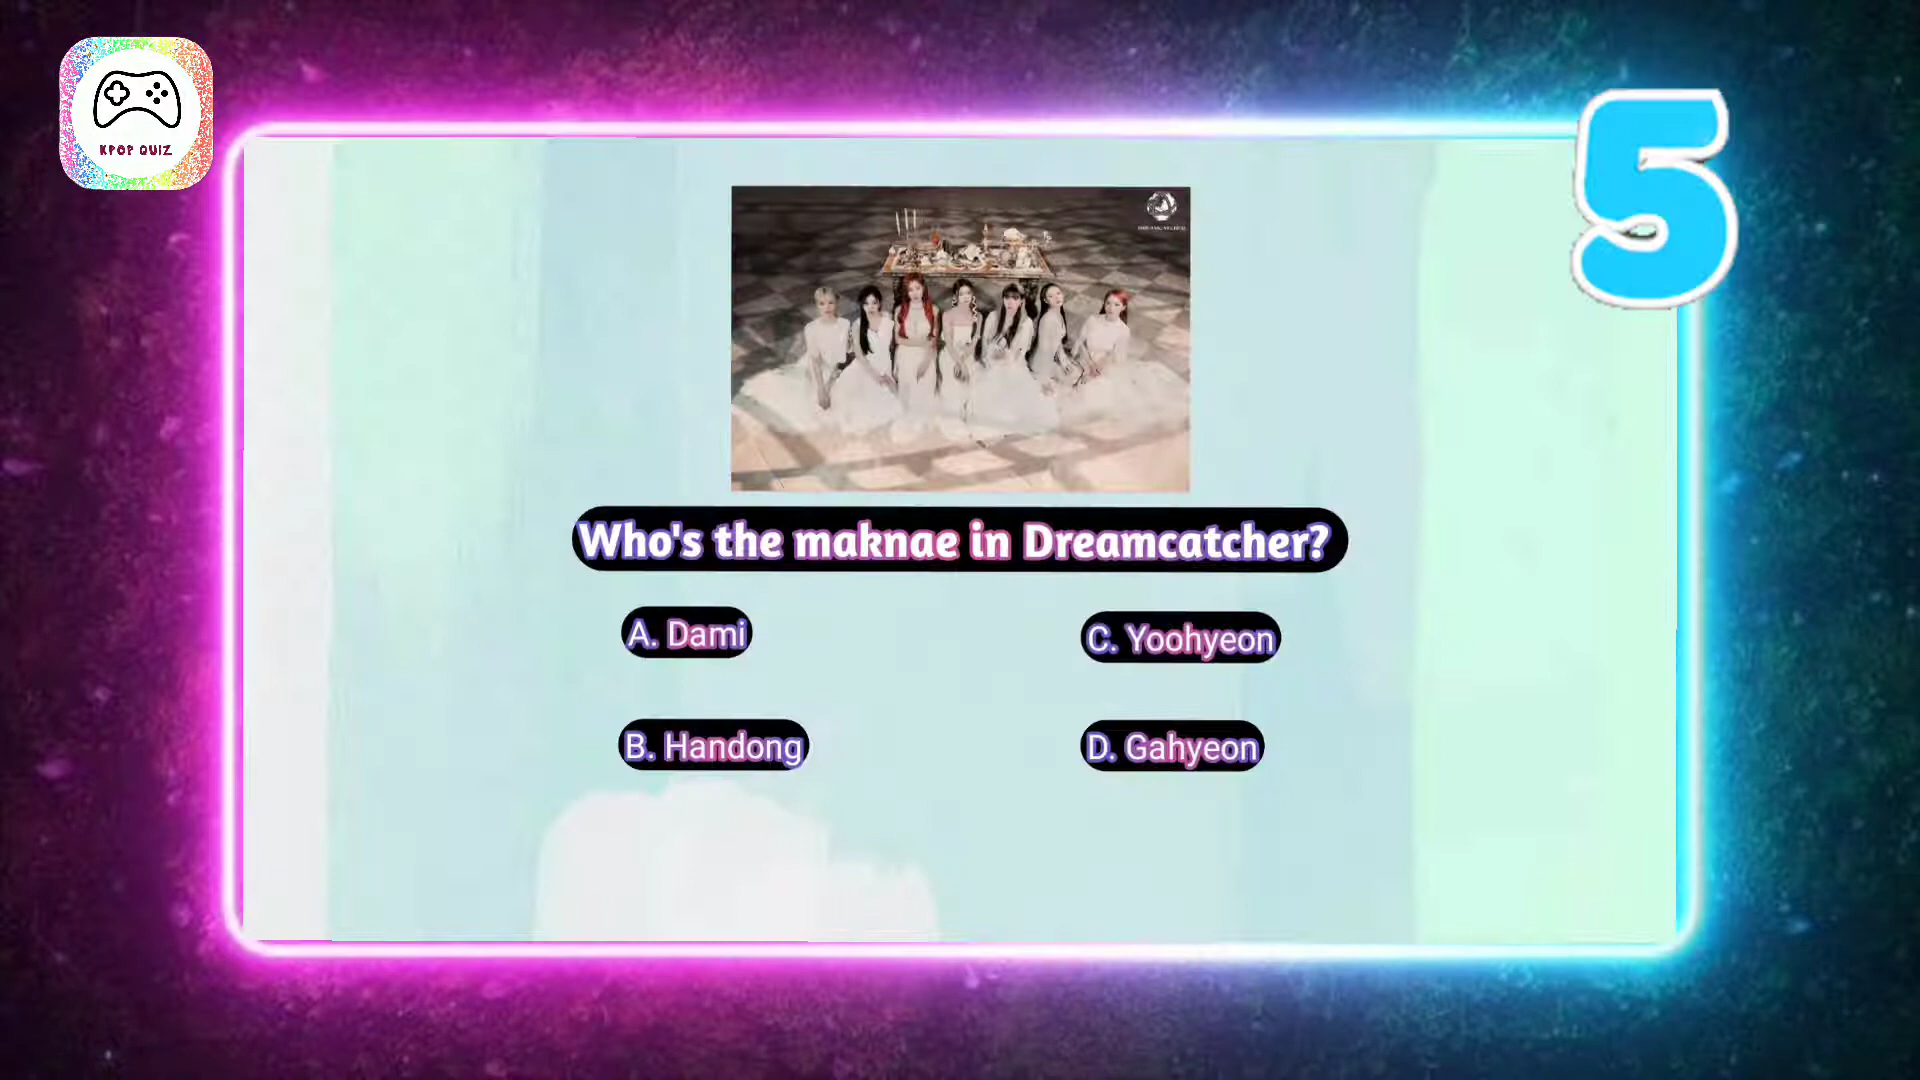 KPOP QUIZ
5
Who's the maknae in Dreamcatcher?
A. Dami
C. Yoohyeon
B. Handong
D. Gahyeon